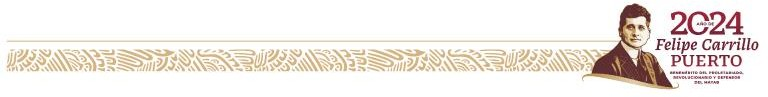 2024
AÑO DE
Felipe Carrillo
PUERTO
BENEMÉRITO DEL PROLETARIADO,
REVOLUCIONARIO Y DEFENSOR
DEL MAYAB